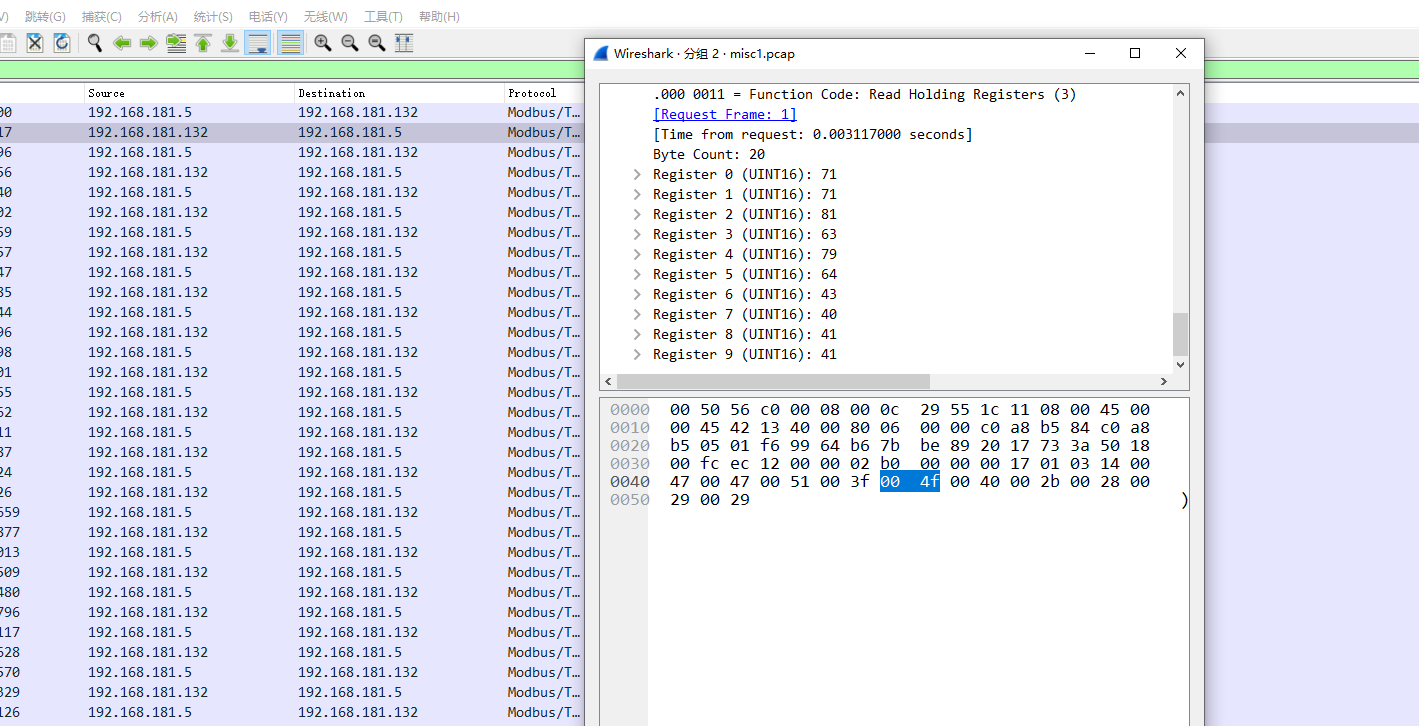 V) 跳转(G) 捕获(C) 分析(A) 统计(S) 电话(Y) 无线(W) 工具(T) 帮助(H)
Source Destination Protocol
00 192.168.181.5 192.168.181.132 Modbus/T…
17 192.168.181.132 192.168.181.5 Modbus/T…
96 192.168.181.5 192.168.181.132 Modbus/T…
56 192.168.181.132 192.168.181.5 Modbus/T…
40 192.168.181.5 192.168.181.132 Modbus/T…
02 192.168.181.132 192.168.181.5 Modbus/T…
59 192.168.181.5 192.168.181.132 Modbus/T…
57 192.168.181.132 192.168.181.5 Modbus/T…
47 192.168.181.5 192.168.181.132 Modbus/T…
85 192.168.181.132 192.168.181.5 Modbus/T…
44 192.168.181.5 192.168.181.132 Modbus/T…
96 192.168.181.132 192.168.181.5 Modbus/T…
98 192.168.181.5 192.168.181.132 Modbus/T…
01 192.168.181.132 192.168.181.5 Modbus/T…
55 192.168.181.5 192.168.181.132 Modbus/T…
62 192.168.181.132 192.168.181.5 Modbus/T…
11 192.168.181.5 192.168.181.132 Modbus/T…
87 192.168.181.132 192.168.181.5 Modbus/T…
24 192.168.181.5 192.168.181.132 Modbus/T…
26 192.168.181.132 192.168.181.5 Modbus/T…
659 192.168.181.5 192.168.181.132 Modbus/T…
877 192.168.181.132 192.168.181.5 Modbus/T…
013 192.168.181.5 192.168.181.132 Modbus/T…
509 192.168.181.132 192.168.181.5 Modbus/T…
480 192.168.181.5 192.168.181.132 Modbus/T…
796 192.168.181.132 192.168.181.5 Modbus/T…
117 192.168.181.5 192.168.181.132 Modbus/T…
528 192.168.181.132 192.168.181.5 Modbus/T…
570 192.168.181.5 192.168.181.132 Modbus/T…
329 192.168.181.132 192.168.181.5 Modbus/T…
126 192.168.181.5 192.168.181.132 Modbus/T…
Wireshark · 分组 2 · misc1.pcap
.000 0011 = Function Code: Read Holding Registers (3)
[Request Frame: 1]
[Time from request: 0.003117000 seconds]
Byte Count: 20
Register 0 (UINT16): 71
Register 1 (UINT16): 71
Register 2 (UINT16): 81
Register 3 (UINT16): 63
Register 4 (UINT16): 79
Register 5 (UINT16): 64
Register 6 (UINT16): 43
Register 7 (UINT16): 40
Register 8 (UINT16): 41
Register 9 (UINT16): 41
0000 00 50 56 c0 00 08 00 0c 29 55 1c 11 08 00 45 00
0010 00 45 42 13 40 00 80 06 00 00 c0 a8 b5 84 c0 a8
0020 b5 05 01 f6 99 64 b6 7b be 89 20 17 73 3a 50 18
0030 00 fc ec 12 00 00 02 b0 00 00 00 17 01 03 14 00
0040 47 00 47 00 51 00 3f 00 4f 00 40 00 2b 00 28 00
0050 29 00 29 )